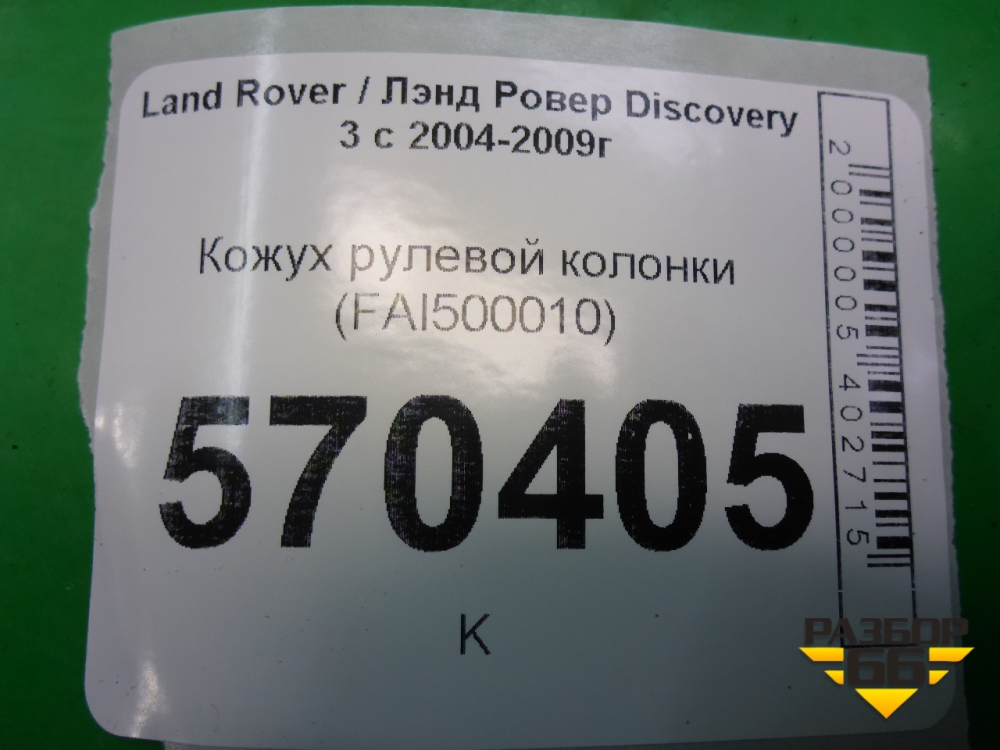 Land Rover / Лэнд Ровер Discovery
3 с 2004-2009г
Кожух рулевой колонки
(FAI500010)
570405
К
2000005402715
РАЗБОР
66